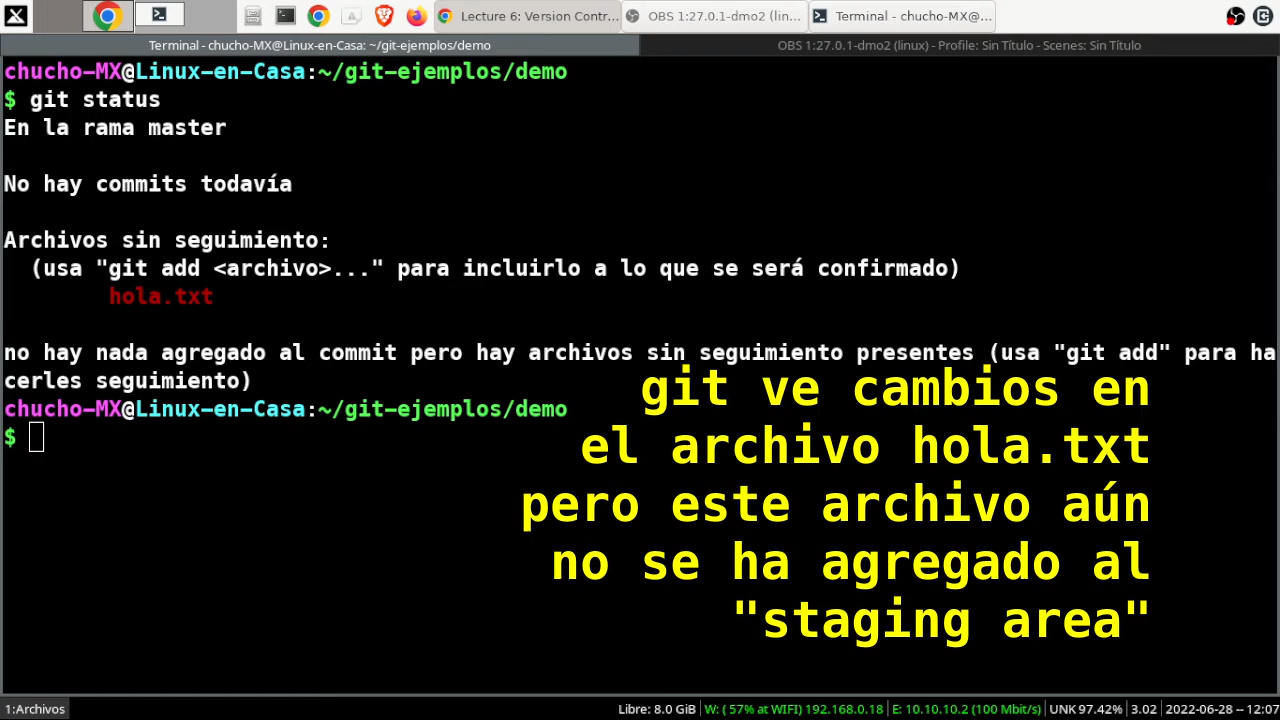 Lecture 6: Version Contr...
OBS 1:27.0.1-dmo2 (lin...
Terminal - chucho-MX@...
Terminal - chucho-MX@Linux-en-Casa: ~/git-ejemplos/demo
OBS 1:27.0.1-dmo2 (linux) - Profile: Sin Título - Scenes: Sin Título
chucho-MX@Linux-en-Casa:~/git-ejemplos/demo
$ git status
En la rama master
No hay commits todavía
Archivos sin seguimiento:
(usa "git add <archivo>..." para incluirlo a lo que se será confirmado)
hola.txt
no hay nada agregado al commit pero hay archivos sin seguimiento presentes (usa "git add" para ha
cerles seguimiento)
chucho-MX@Linux-en-Casa:~/git-ejemplos/demo
$
git ve cambios en
el archivo hola.txt
pero este archivo aún
no se ha agregado al
"staging area"
1:Archivos
Libre: 8.0 GiB W: ( 57% at WIFI) 192.168.0.18 E: 10.10.10.2 (100 Mbit/s) UNK 97.42% 3.02 2022-06-28 -- 12:07